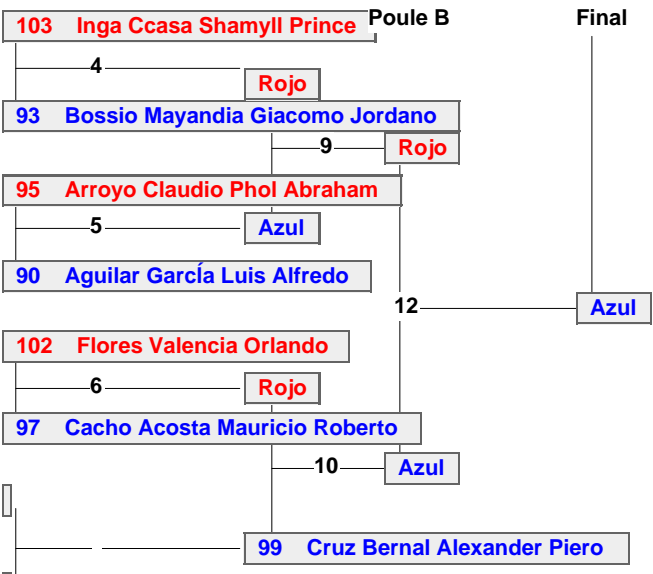 103 Inga Ccasa Shamyll Prince Poule B Final
4
Rojo
93 Bossio Mayandia Giacomo Jordano
9 Rojo
95 Arroyo Claudio Phol Abraham
5 Azul
90 Aguilar GarcÍa Luis Alfredo
12 Azul
102 Flores Valencia Orlando
6 Rojo
97 Cacho Acosta Mauricio Roberto
10 Azul
- 99 Cruz Bernal Alexander Piero